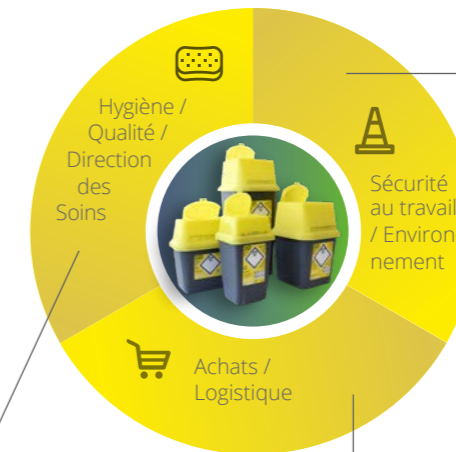 Hygiène /
Qualité /
Direction
des
Soins
Sécurité
au travail
/ Environ
nement
Achats /
Logistique